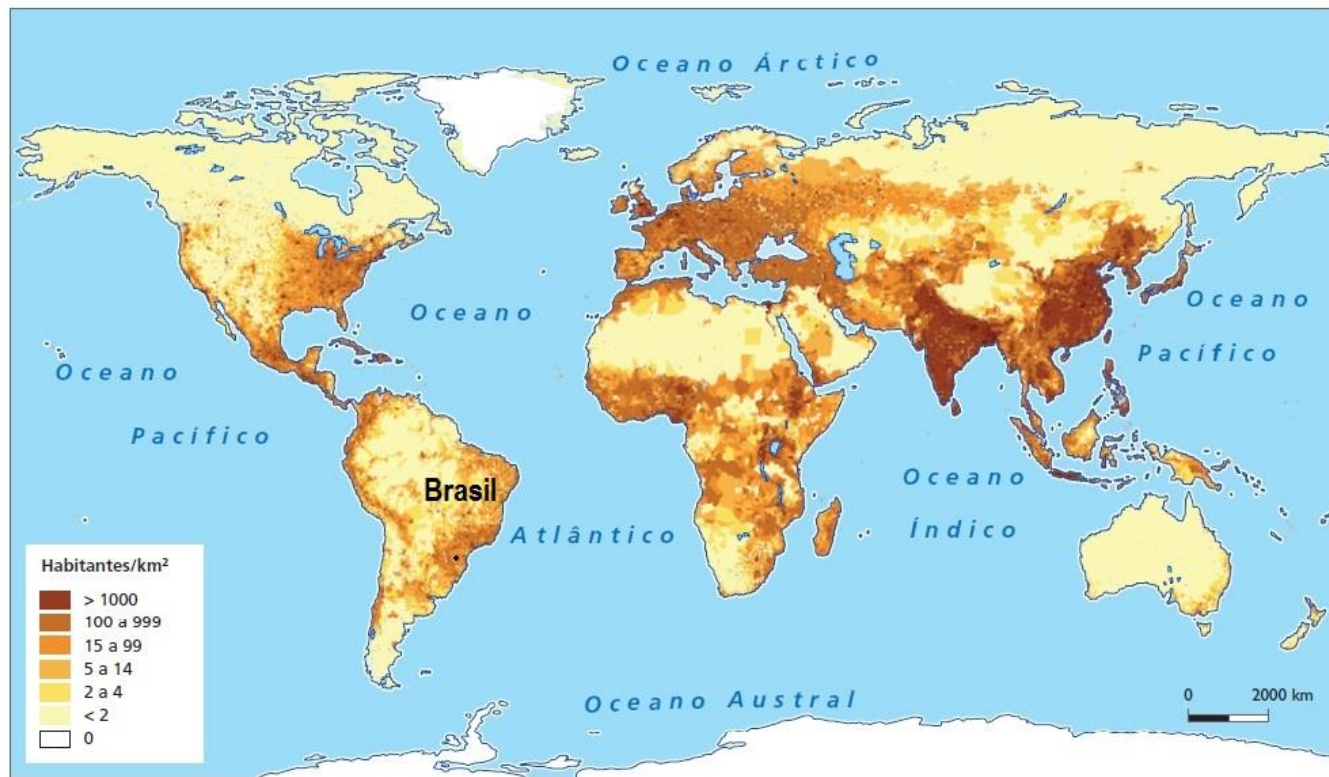 Oceano Árctico
Oceano
Oceano
Oceano
Pacífico
Pacífico
Oceano
Brasil
Atlântico
Índico
Habitantes/km²
> 1000
100 a 999
15 a 99
5 a 14
2 a 4
< 2
0
Oceano Austral
0 2000 km